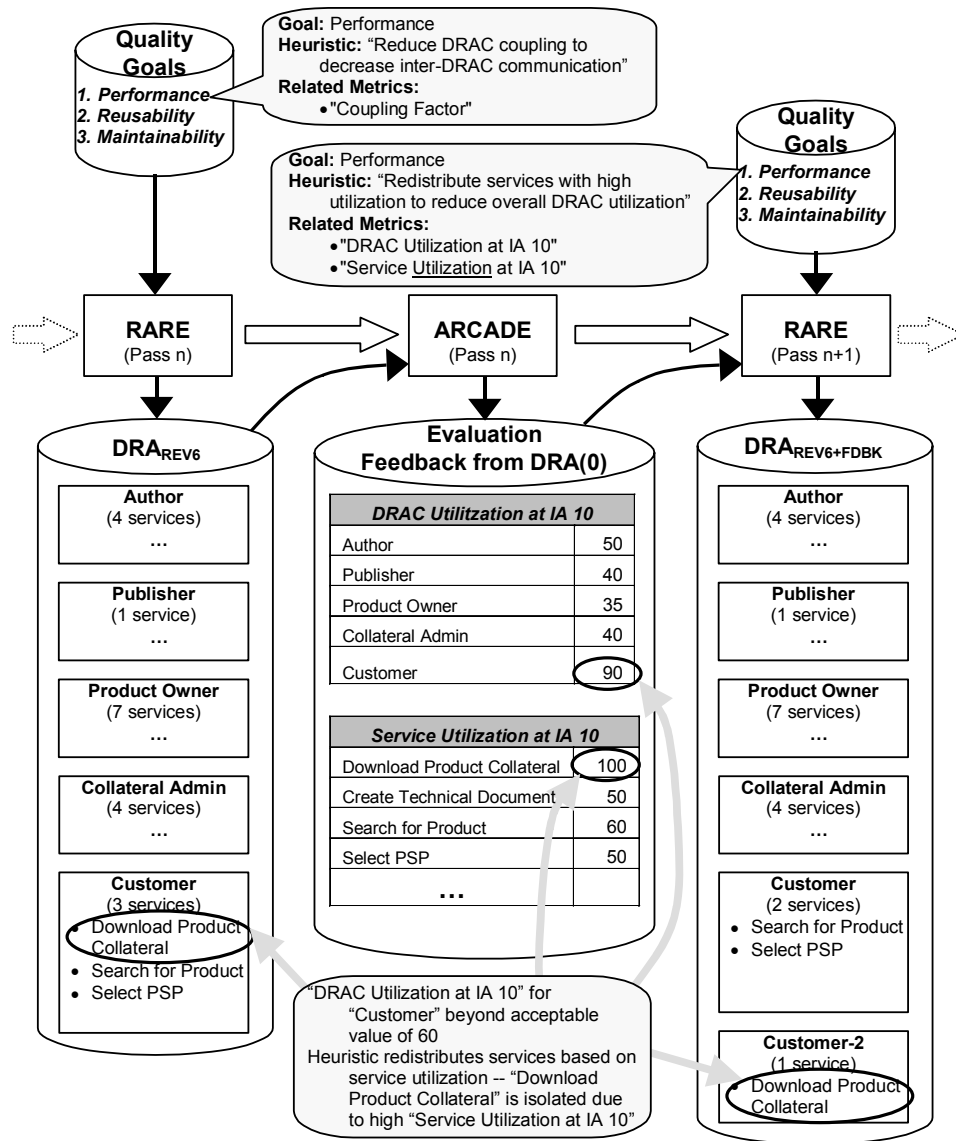 Quality
Goals
1. Performance
2. Reusability
3. Maintainability
Goal: Performance
Heuristic: “Reduce DRAC coupling to
decrease inter-DRAC communication”
Related Metrics:
•"Coupling Factor"
Quality
Goals
1. Performance
2. Reusability
3. Maintainability
Goal: Performance
Heuristic: “Redistribute services with high
utilization to reduce overall DRAC utilization”
Related Metrics:
•"DRAC Utilization at IA 10"
•"Service Utilization at IA 10"
RARE
(Pass n)
ARCADE
(Pass n)
RARE
(Pass n+1)
DRAREV6
Author
(4 services)
…
Publisher
(1 service)
…
Product Owner
(7 services)
…
Collateral Admin
(4 services)
…
Customer
(3 services)
• Download Product
Collateral
• Search for Product
• Select PSP
Evaluation
Feedback from DRA(0)
DRAC Utilitzation at IA 10
Author 50
Publisher 40
Product Owner 35
Collateral Admin 40
Customer 90
Service Utilization at IA 10
Download Product Collateral 100
Create Technical Document 50
Search for Product 60
Select PSP 50
…
DRAREV6+FDBK
Author
(4 services)
…
Publisher
(1 service)
…
Product Owner
(7 services)
…
Collateral Admin
(4 services)
…
Customer
(2 services)
• Search for Product
• Select PSP
Customer-2
(1 service)
• Download Product
Collateral
“DRAC Utilization at IA 10” for
“Customer” beyond acceptable
value of 60
Heuristic redistributes services based on
service utilization -- “Download
Product Collateral” is isolated due
to high “Service Utilization at IA 10”